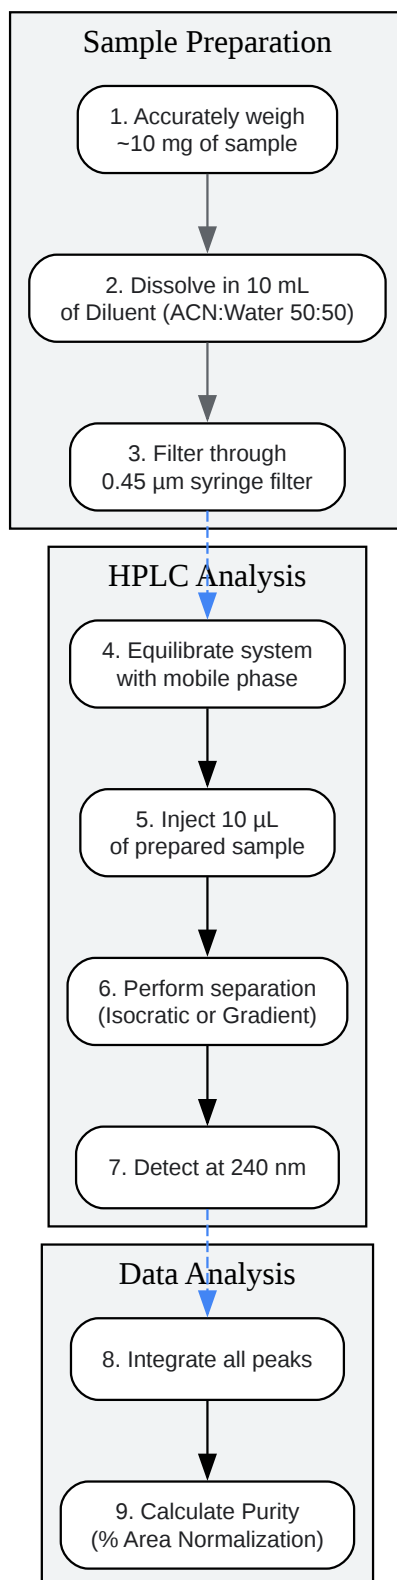 Sample Preparation
1. Accurately weigh
~10 mg of sample
2. Dissolve in 10 mL
of Diluent (ACN:Water 50:50)
3. Filter through
0.45 µm syringe filter
HPLC Analysis
4. Equilibrate system
with mobile phase
5. Inject 10 µL
of prepared sample
6. Perform separation
(Isocratic or Gradient)
7. Detect at 240 nm
Data Analysis
8. Integrate all peaks
9. Calculate Purity
(% Area Normalization)